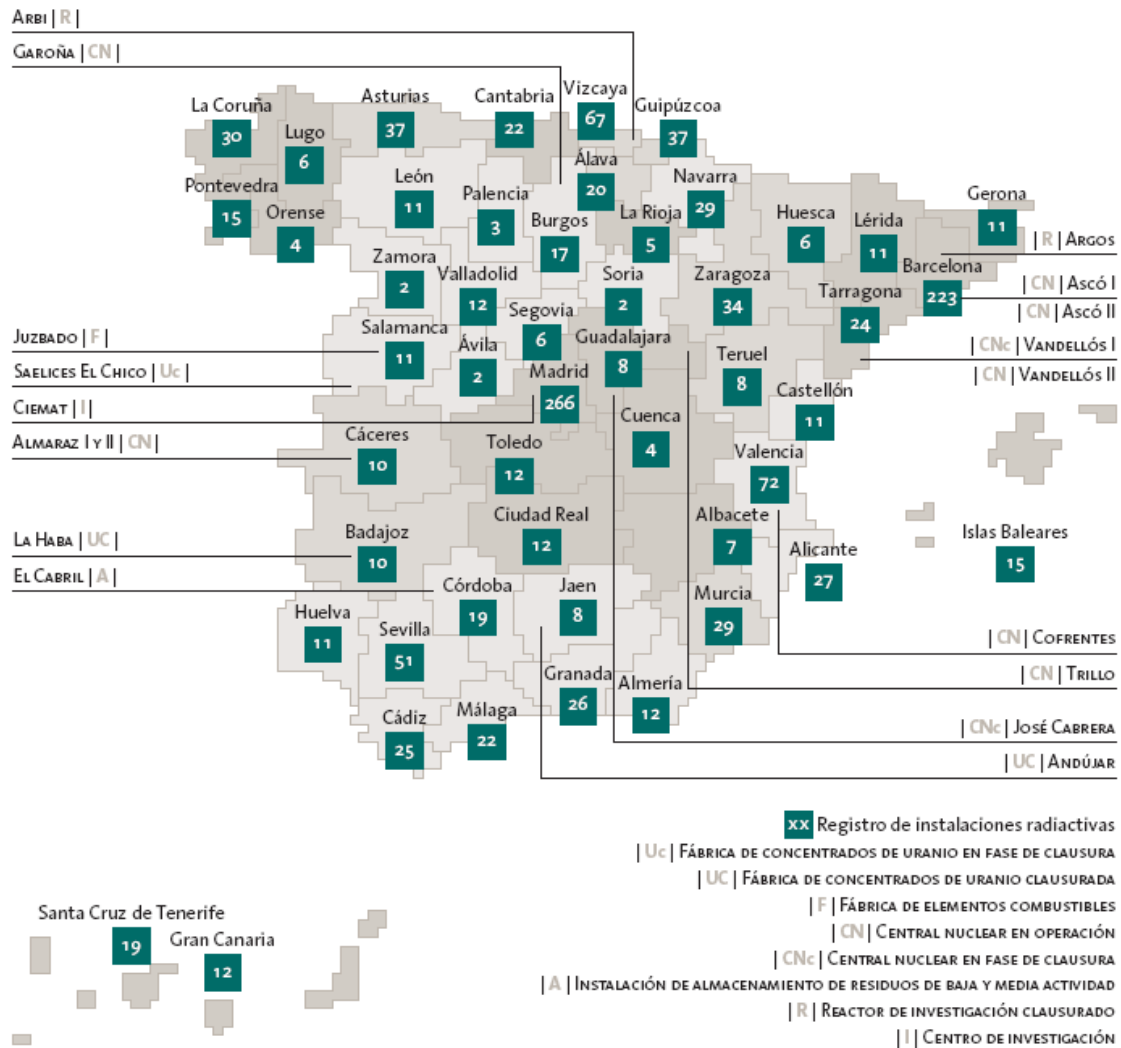 ARBI | R |
GAROÑA | CN |
La Coruña
30
Lugo
6
Asturias
37
Cantabria
22
Vizcaya
67
Guipúzcoa
37
Pontevedra
15
Orense
4
León
11
Palencia
3
Burgos
17
Álava
20
La Rioja
5
Navarra
29
Huesca
6
Lérida
11
Gerona
11
Barcelona
223
Tarragona
24
Zamora
2
Valladolid
12
Segovia
6
Soria
2
Zaragoza
34
Salamanca
11
Ávila
2
Madrid
266
Guadalajara
8
Teruel
8
Castellón
11
Cuenca
4
Valencia
72
Cáceres
10
Toledo
12
Badajoz
10
Ciudad Real
12
Albacete
7
Alicante
27
Islas Baleares
15
Huelva
11
Sevilla
51
Córdoba
19
Jaen
8
Murcia
29
Granada
26
Almería
12
Cádiz
25
Málaga
22
| R | ARGOS
| CN | ASCÓ I
| CN | ASCÓ II
| CNc | VANDELLÓS I
| CN | VANDELLÓS II
JUZBADO | F |
SAELICES EL CHICO | Uc |
CIEMAT | I |
ALMARAZ I Y II | CN |
LA HABA | UC |
EL CABRIL | A |
| CN | COFRENTES
| CN | TRILLO
| CNc | JOSÉ CABRERA
| UC | ANDÚJAR
Santa Cruz de Tenerife
19
Gran Canaria
12
xx Registro de instalaciones radiactivas
| Uc | FÁBRICA DE CONCENTRADOS DE URANIO EN FASE DE CLAUSURA
| UC | FÁBRICA DE CONCENTRADOS DE URANIO CLAUSURADA
| F | FÁBRICA DE ELEMENTOS COMBUSTIBLES
| CN | CENTRAL NUCLEAR EN OPERACIÓN
| CNc | CENTRAL NUCLEAR EN FASE DE CLAUSURA
| A | INSTALACIÓN DE ALMACENAMIENTO DE RESIDUOS DE BAJA Y MEDIA ACTIVIDAD
| R | REACTOR DE INVESTIGACIÓN CLAUSURADO
| I | CENTRO DE INVESTIGACIÓN